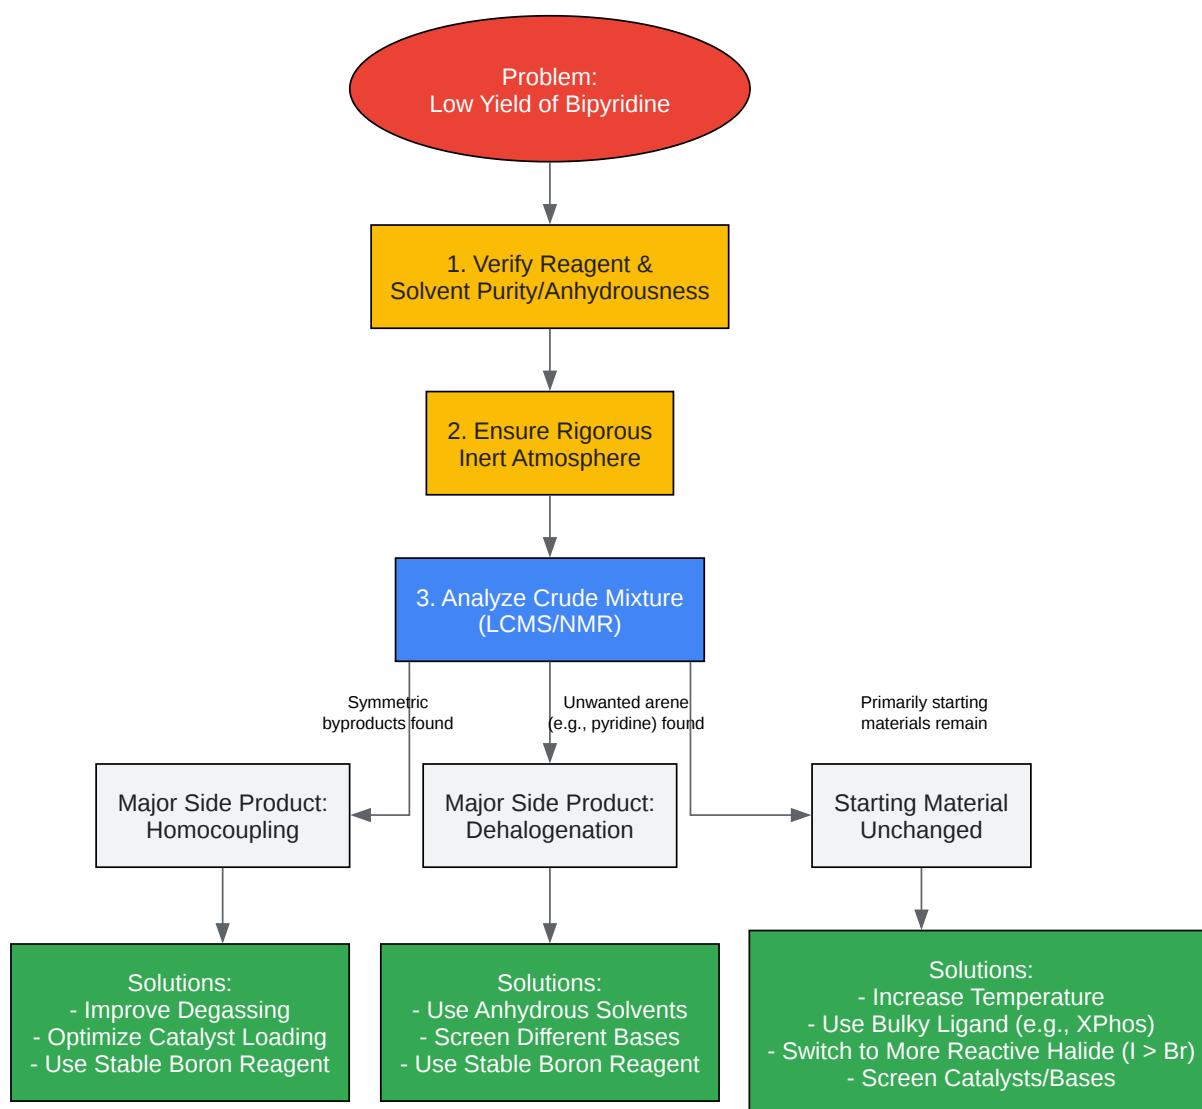 Problem:
Low Yield of Bipyridine
1. Verify Reagent &
Solvent Purity/Anhydrousness
2. Ensure Rigorous
Inert Atmosphere
3. Analyze Crude Mixture
(LCMS/NMR)
Symmetric
byproducts found
Unwanted arene
(e.g., pyridine) found
Primarily starting
materials remain
Major Side Product:
Homocoupling
Major Side Product:
Dehalogenation
Starting Material
Unchanged
Solutions:
- Improve Degassing
- Optimize Catalyst Loading
- Use Stable Boron Reagent
Solutions:
- Use Anhydrous Solvents
- Screen Different Bases
- Use Stable Boron Reagent
Solutions:
- Increase Temperature
- Use Bulky Ligand (e.g., XPhos)
- Switch to More Reactive Halide (I > Br)
- Screen Catalysts/Bases